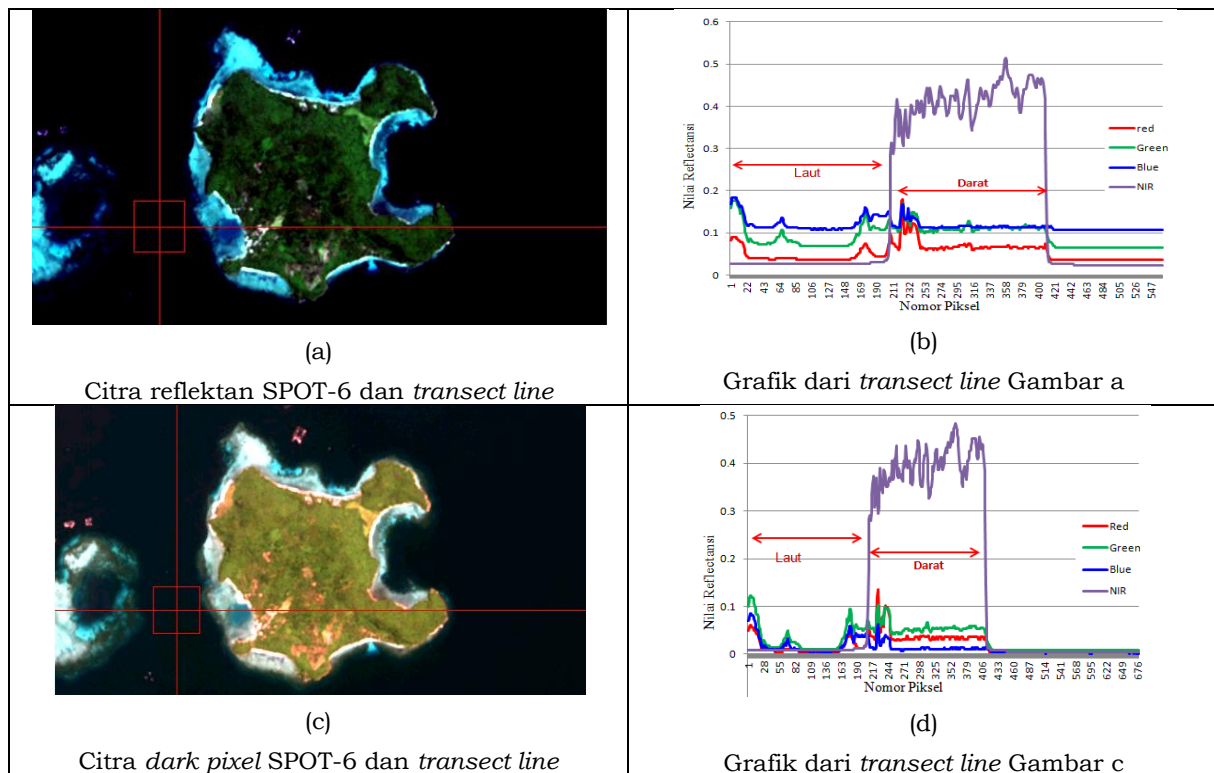 (a)
Citra reflektan SPOT-6 dan transect line
Nilai Reflectansi
0.6
0.5
0.4
0.3
0.2
0.1
0
Laut
Darat
red
Green
Blue
NIR
1 22 43 64 85 106 127 148 169 190 211 232 253 274 295 316 337 358 379 400 421 442 463 484 505 526 547
Nomor Piksel
(b)
Grafik dari transect line Gambar a
(c)
Citra dark pixel SPOT-6 dan transect line
Nilai Reflectansi
0.5
0.4
0.3
0.2
0.1
0
Laut
Darat
Red
Green
Blue
NIR
1 28 55 82 109 136 163 190 217 244 271 298 325 352 379 406 433 460 487 514 541 568 595 622 649 676
Nomor Piksel
(d)
Grafik dari transect line Gambar c